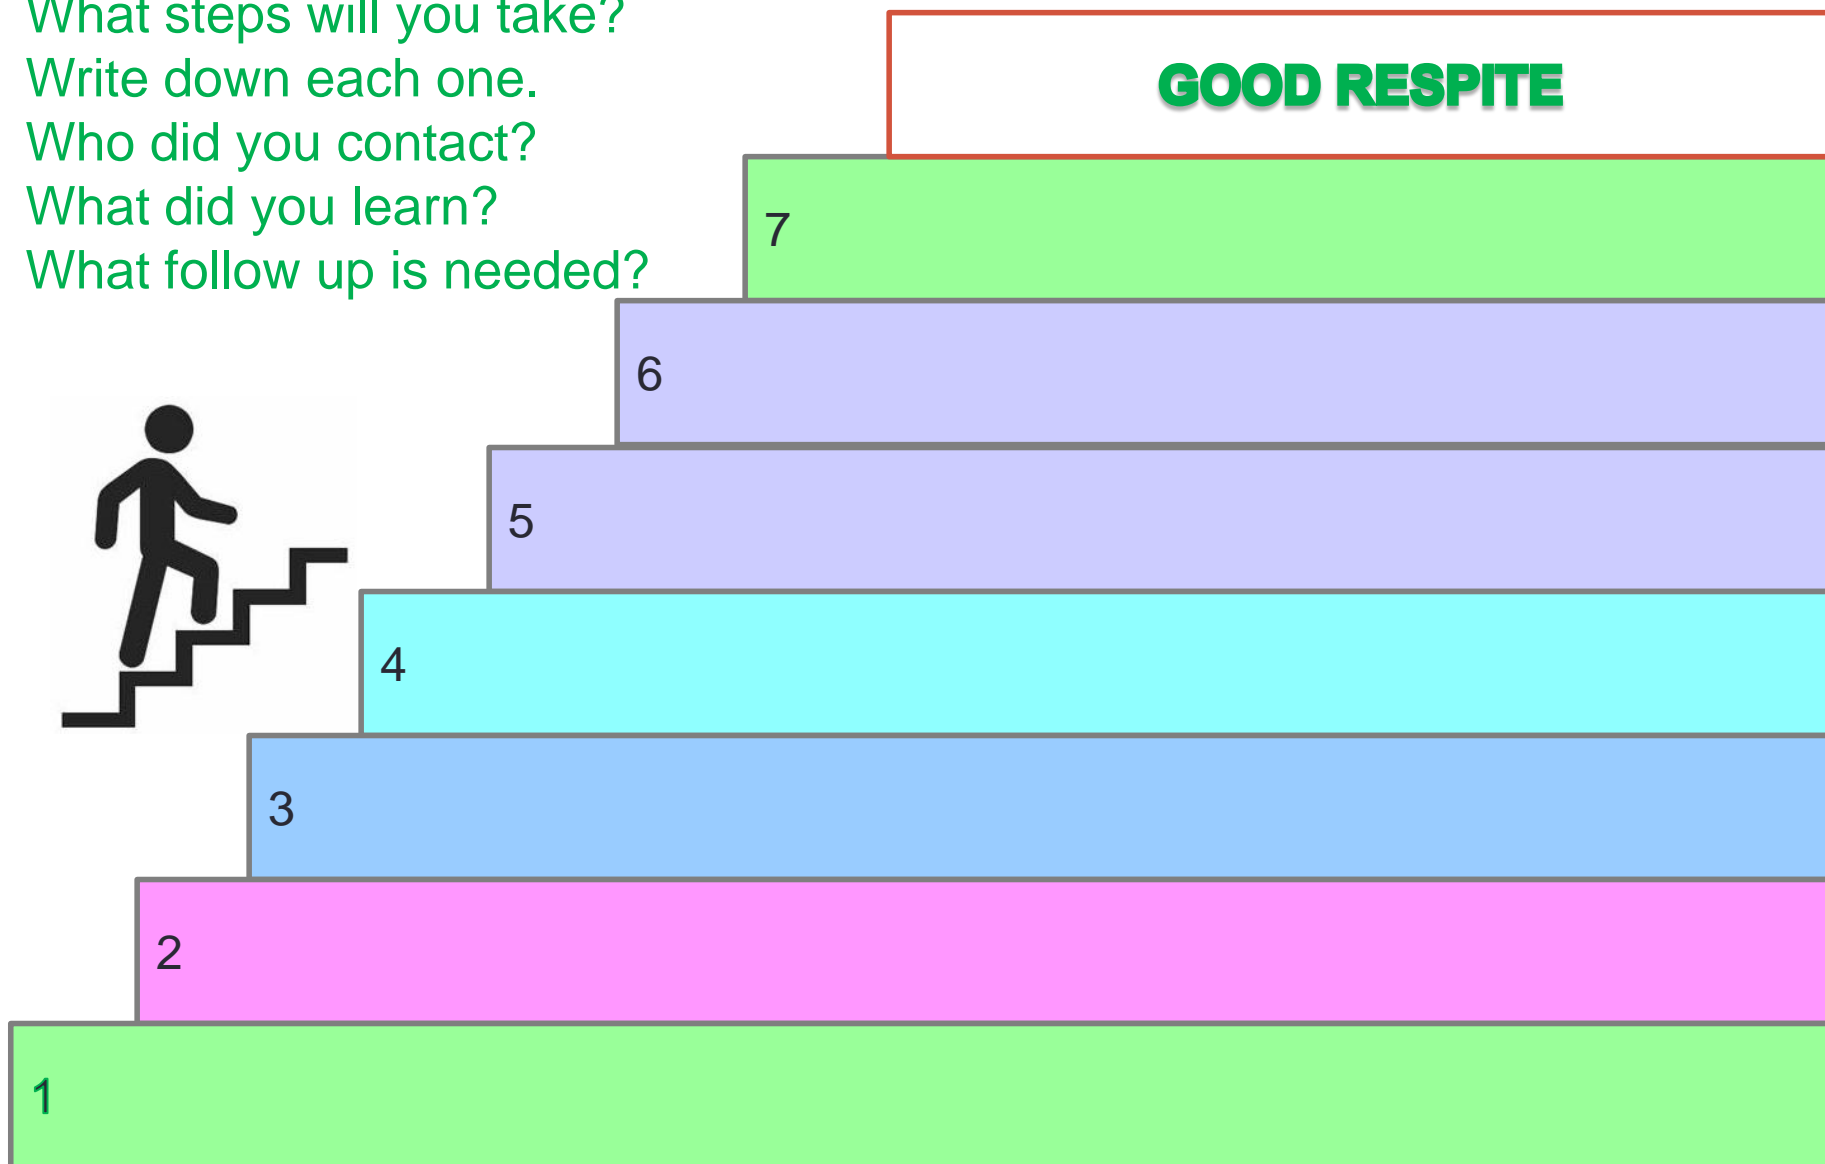 What steps will you take?
Write down each one.
Who did you contact?
What did you learn?
What follow up is needed?
GOOD RESPITE
7
6
5
4
3
2
1